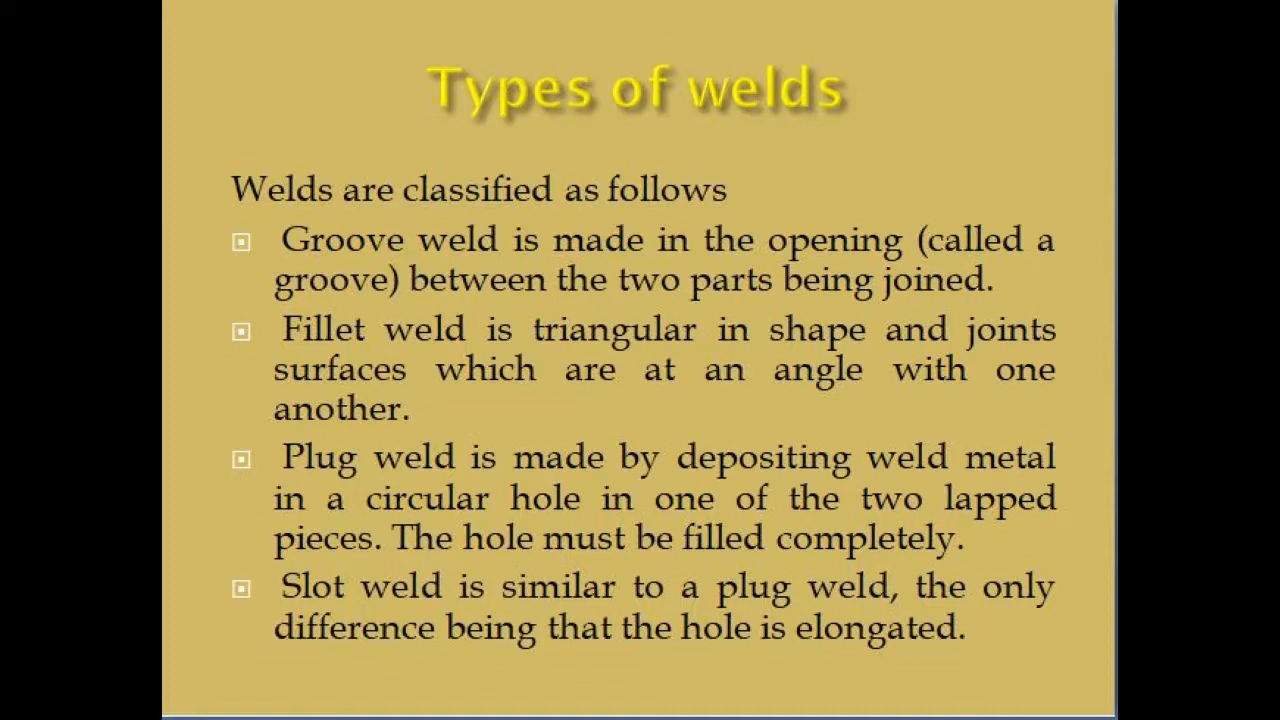 Types of welds
Welds are classified as follows
Groove weld is made in the opening (called a
groove) between the two parts being joined.
Fillet weld is triangular in shape and joints
surfaces which are at an angle with one
another.
Plug weld is made by depositing weld metal
in a circular hole in one of the two lapped
pieces. The hole must be filled completely.
Slot weld is similar to a plug weld, the only
difference being that the hole is elongated.